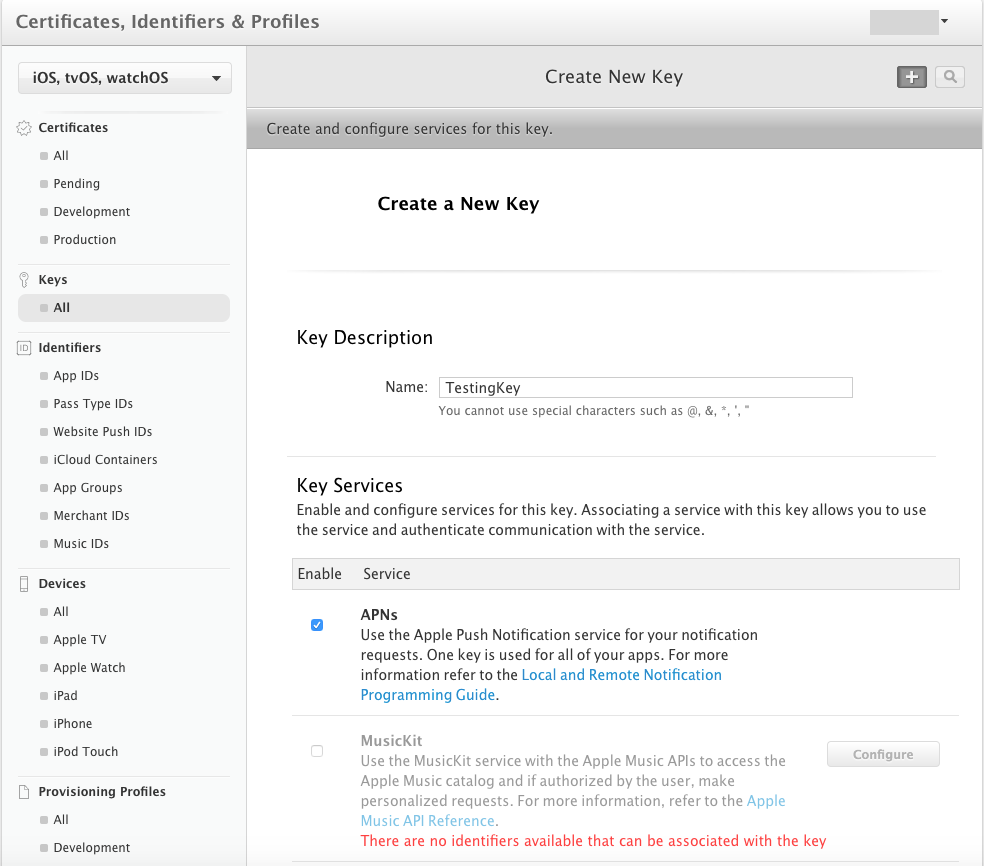 Certificates, Identifiers & Profiles
iOS, tvOS, watchOS
Certificates
All
Pending
Development
Production
Keys
All
ID Identifiers
App IDs
Pass Type IDs
Website Push IDs
iCloud Containers
App Groups
Merchant IDs
Music IDs
Devices
All
Apple TV
Apple Watch
iPad
iPhone
iPod Touch
Provisioning Profiles
All
Development
Create New Key
Create and configure services for this key.
Create a New Key
Key Description
Name: TestingKey
You cannot use special characters such as @, &, *, ', "
Key Services
Enable and configure services for this key. Associating a service with this key allows you to use
the service and authenticate communication with the service.
Enable Service
APNs
Use the Apple Push Notification service for your notification
requests. One key is used for all of your apps. For more
information refer to the Local and Remote Notification
Programming Guide.
MusicKit
Use the MusicKit service with the Apple Music APIs to access the
Apple Music catalog and if authorized by the user, make
personalized requests. For more information, refer to the Apple
Music API Reference.
There are no identifiers available that can be associated with the key
Configure